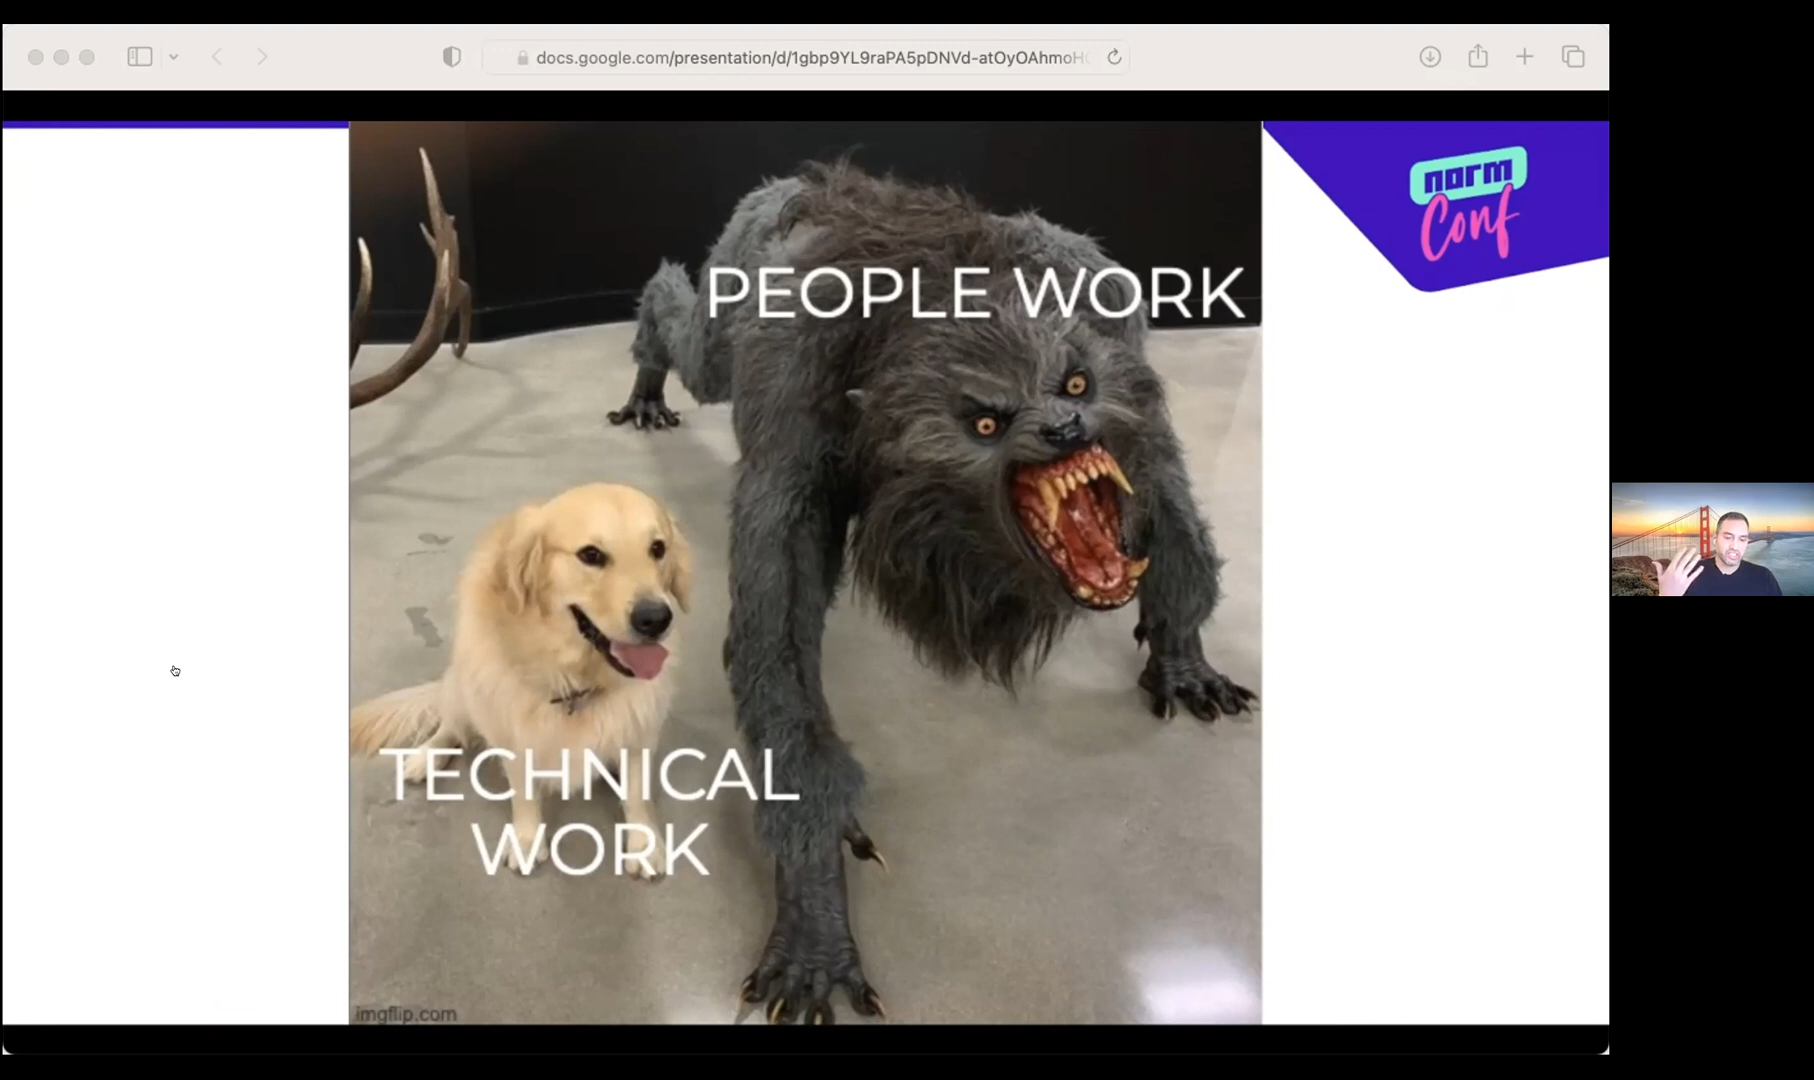 docs.google.com/presentation/d/1gbp9YL9raPA5pDNVd-atOyOAhmoH
norm
Conf
PEOPLE WORK
TECHNICAL
WORK
imgflip.com